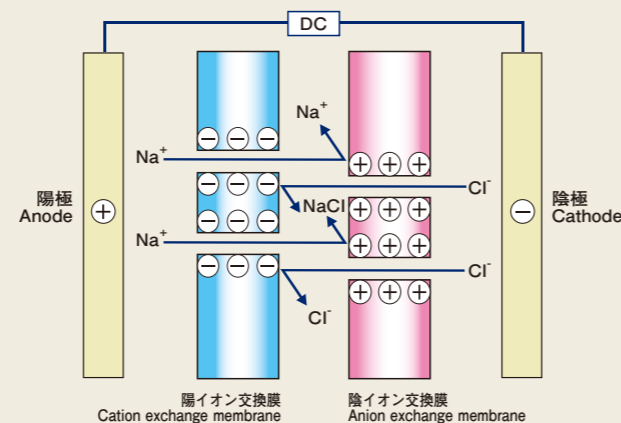 DC
Na⁺
Na⁺
Cl⁻
陽極
Anode
+
陰極
Cathode
−
NaCl
Na⁺
Cl⁻
Cl⁻
− − −
− − −
− − −
− − −
+ + +
+ + +
+ + +
+ + +
陽イオン交換膜
Cation exchange membrane
陰イオン交換膜
Anion exchange membrane